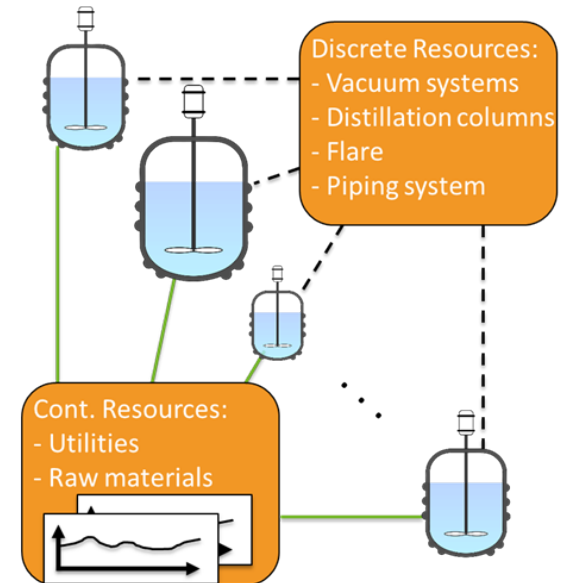 Discrete Resources:
- Vacuum systems
- Distillation columns
- Flare
- Piping system
Cont. Resources:
- Utilities
- Raw materials